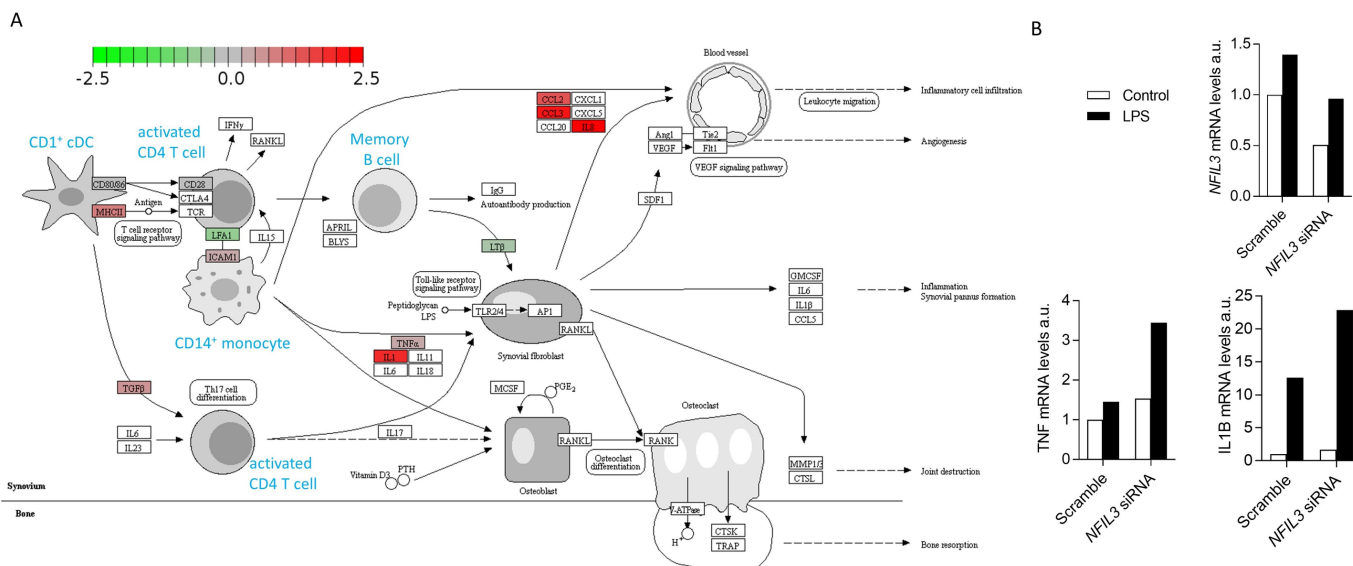 A
-2.5 0.0 2.5
CD1⁺ cDC
activated
CD4 T cell
IFNγ
RANKL
CD80/86
CD28
CTLA4
MHCII
Antigen
TCR
T cell receptor
signaling pathway
LFA1
ICAM1
IL15
CD14⁺ monocyte
Memory
B cell
APRIL
BLYS
IgG
Autoantibody production
LTβ
CCL2 CXCL1
CCL3 CXCL5
CCL20 IL8
Blood vessel
Leukocyte migration
Inflammatory cell infiltration
Ang1 Tie2
VEGF Flt1
VEGF signaling pathway
Angiogenesis
SDF1
Toll-like receptor
signaling pathway
Peptidoglycan
LPS
TLR2/4
AP1
RANKL
Synovial fibroblast
GMCSF
IL6
IL1β
CCL5
Inflammation
Synovial pannus formation
TNFα
IL1 IL11
IL6 IL18
TGFβ
Th17 cell
differentiation
IL6
IL23
activated
CD4 T cell
IL17
MCSF
PGE2
RANKL
Osteoblast
Vitamin D3
PTH
Osteoclast
RANK
Osteoclast
differentiation
MMP1/3
CTSL
Joint destruction
Synovium
Bone
V-ATPase
H⁺
CTSK
TRAP
Bone resorption
B
Control
LPS
NFIL3 mRNA levels a.u.
1.5
1.0
0.5
0.0
Scramble
NFIL3 siRNA
TNF mRNA levels a.u.
4
3
2
1
0
Scramble
NFIL3 siRNA
IL1B mRNA levels a.u.
25
20
15
10
5
0
Scramble
NFIL3 siRNA